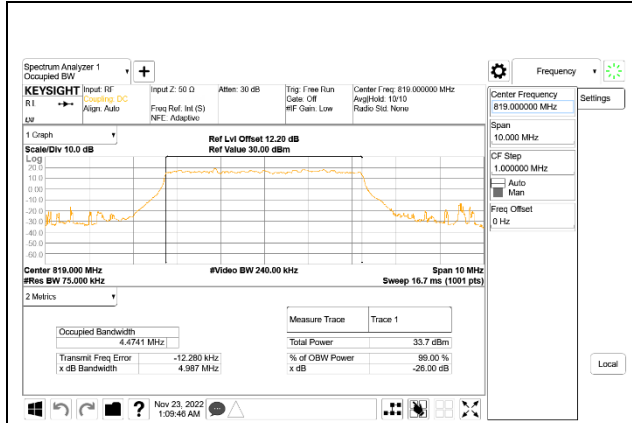 Spectrum Analyzer 1
Occupied BW
+
Frequency
KEYSIGHT
Input: RF
Input Z: 50 Ω
Atten: 30 dB
Trig: Free Run
Center Freq: 819.000000 MHz
RL
Coupling: DC
Gate: Off
Avg|Hold: 10/10
Align: Auto
Freq Ref: Int (S)
#IF Gain: Low
Radio Std: None
NFE: Adaptive
Center Frequency
819.000000 MHz
Settings
Span
10.000 MHz
CF Step
1.000000 MHz
Auto
Man
Freq Offset
0 Hz
Local
1 Graph
Scale/Div 10.0 dB
Ref Lvl Offset 12.20 dB
Ref Value 30.00 dBm
Log
20.0
10.0
0.00
-10.0
-20.0
-30.0
-40.0
-50.0
-60.0
Center 819.000 MHz
#Video BW 240.00 kHz
Span 10 MHz
#Res BW 75.000 kHz
Sweep 16.7 ms (1001 pts)
2 Metrics
Occupied Bandwidth
4.4741 MHz
Transmit Freq Error -12.280 kHz
x dB Bandwidth 4.987 MHz
Measure Trace Trace 1
Total Power 33.7 dBm
% of OBW Power 99.00 %
x dB -26.00 dB
?
Nov 23, 2022
1:09:46 AM